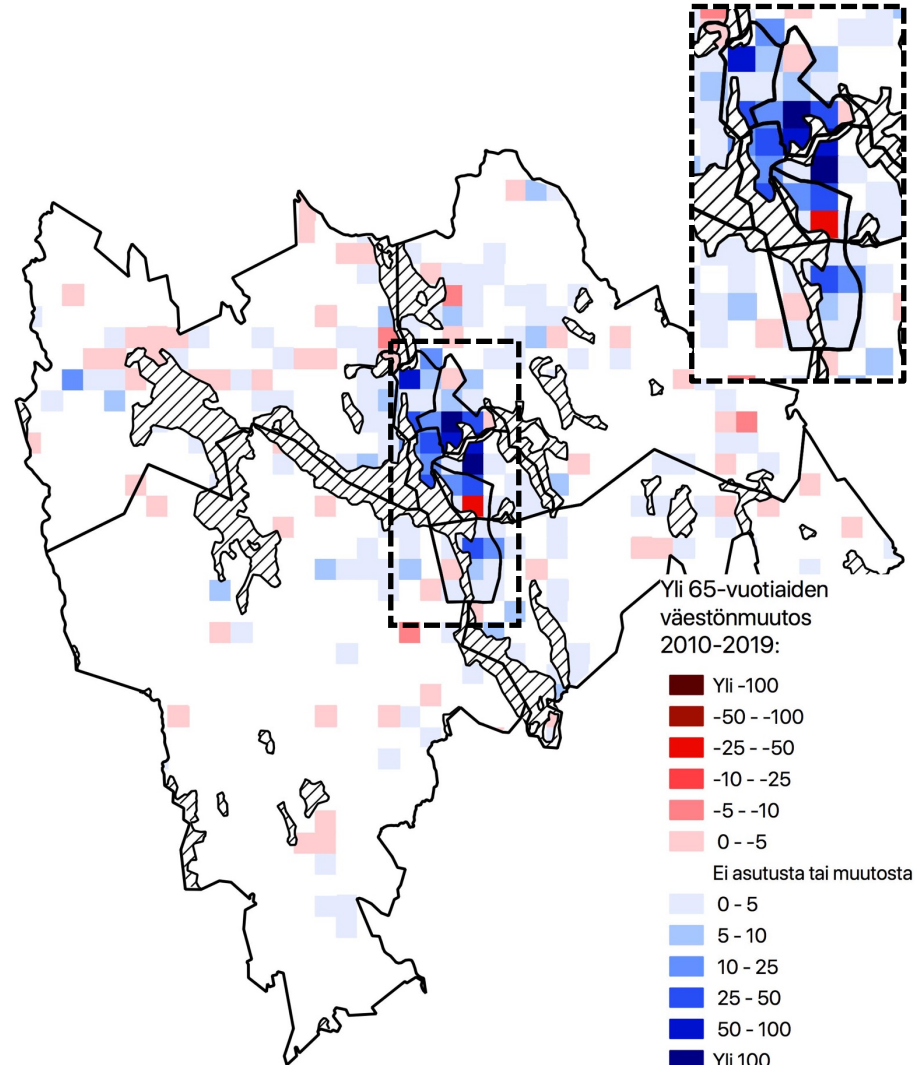 Yli 65-vuotiaiden
väestönmuutos
2010-2019:
Yli -100
-50 - -100
-25 - -50
-10 - -25
-5 - -10
0 - -5
Ei asutusta tai muutosta
0 - 5
5 - 10
10 - 25
25 - 50
50 - 100
Yli 100